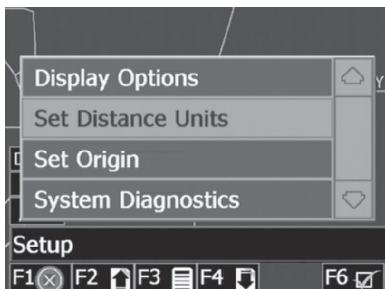 Display Options
Set Distance Units
Set Origin
System Diagnostics
Setup
F1 F2 F3 F4 F6